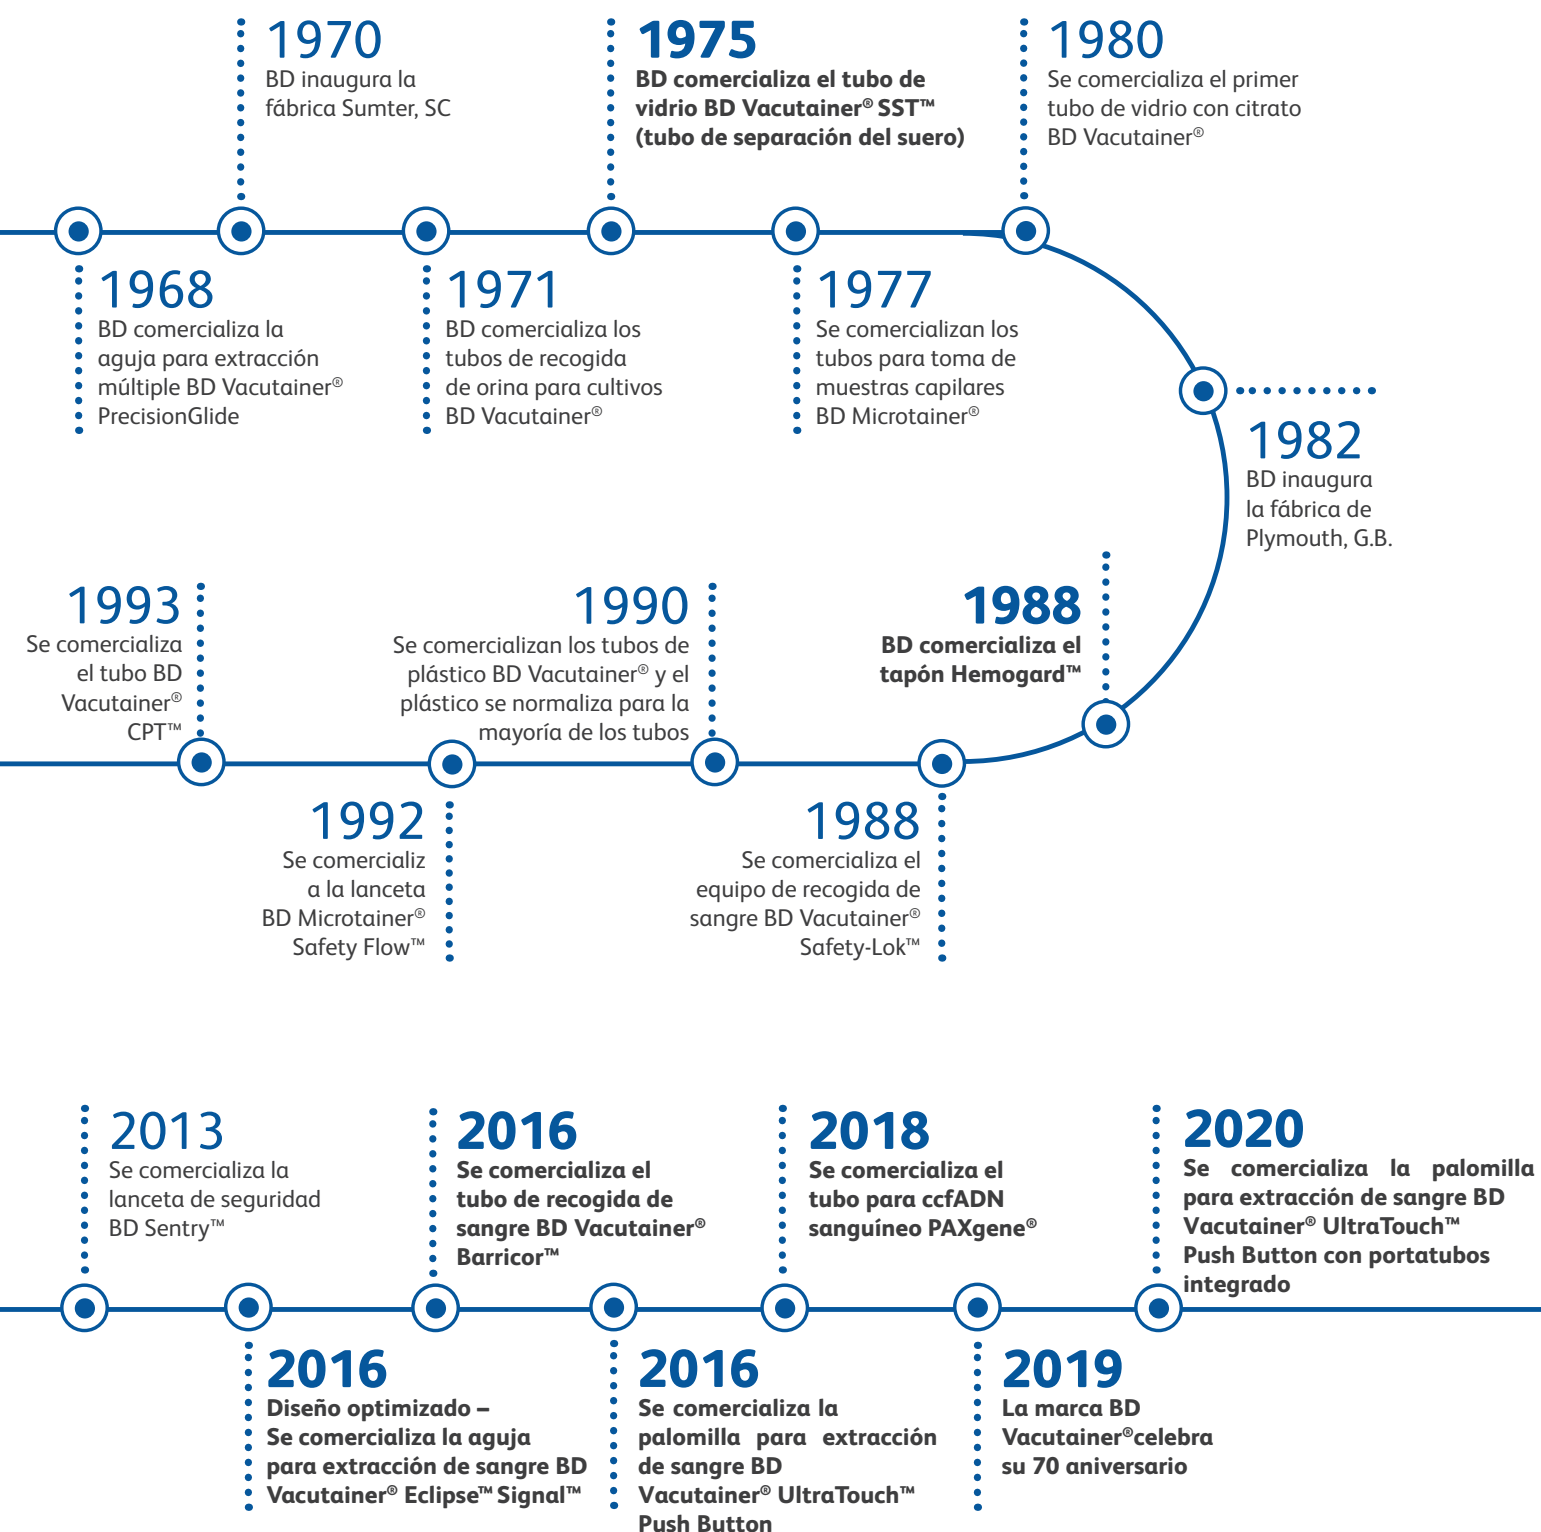 1970
BD inaugura la
fábrica Sumter, SC
1975
BD comercializa el tubo de
vidrio BD Vacutainer® SST™
(tubo de separación del suero)
1980
Se comercializa el primer
tubo de vidrio con citrato
BD Vacutainer®
1968
BD comercializa la
aguja para extracción
múltiple BD Vacutainer®
PrecisionGlide
1971
BD comercializa los
tubos de recogida
de orina para cultivos
BD Vacutainer®
1977
Se comercializan los
tubos para toma de
muestras capilares
BD Microtainer®
1982
BD inaugura
la fábrica de
Plymouth, G.B.
1988
BD comercializa el
tapón Hemogard™
1988
Se comercializa el
equipo de recogida de
sangre BD Vacutainer®
Safety-Lok™
1990
Se comercializan los tubos de
plástico BD Vacutainer® y el
plástico se normaliza para la
mayoría de los tubos
1992
Se comercializ
a la lanceta
BD Microtainer®
Safety Flow™
1993
Se comercializa
el tubo BD
Vacutainer®
CPT™
2013
Se comercializa la
lanceta de seguridad
BD Sentry™
2016
Diseño optimizado –
Se comercializa la aguja
para extracción de sangre BD
Vacutainer® Eclipse™ Signal™
2016
Se comercializa el
tubo de recogida de
sangre BD Vacutainer®
Barricor™
2016
Se comercializa la
palomilla para extracción
de sangre BD
Vacutainer® UltraTouch™
Push Button
2018
Se comercializa el
tubo para ccfADN
sanguíneo PAXgene®
2019
La marca BD
Vacutainer®celebra
su 70 aniversario
2020
Se comercializa la palomilla
para extracción de sangre BD
Vacutainer® UltraTouch™
Push Button con portatubos
integrado